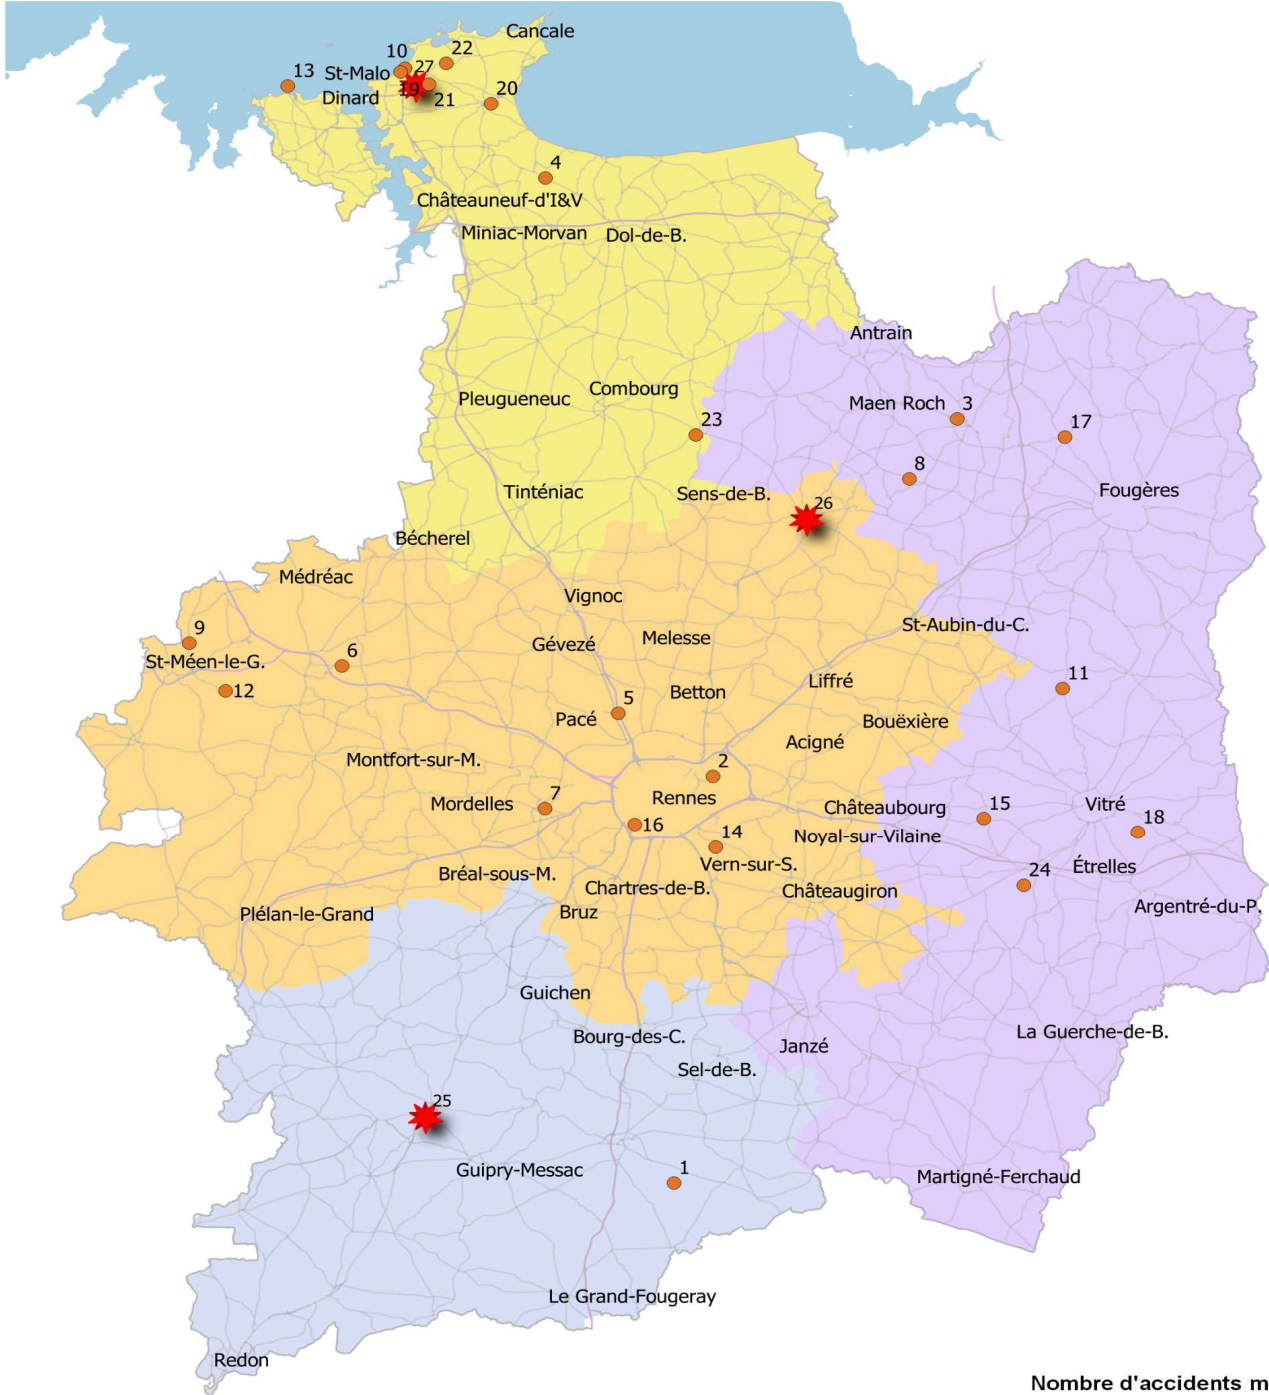 Cancale
10
22
27
St-Malo
13
19
Dinard
21
20
4
Châteauneuf-d'I&V
Miniac-Morvan
Dol-de-B.
Antrain
Combourg
Pleugueneuc
Maen Roch
3
23
17
8
Tinténiac
Sens-de-B.
Fougères
26
Bécherel
Médréac
Vignoc
9
St-Aubin-du-C.
Gévezé
Melesse
6
St-Méen-le-G.
12
Liffré
11
Betton
5
Pacé
Bouëxière
Acigné
Montfort-sur-M.
2
Rennes
Mordelles
7
Châteaubourg
15
Vitré
16
14
Noyal-sur-Vilaine
18
Vern-sur-S.
Étrelles
Bréal-sous-M.
24
Chartres-de-B.
Châteaugiron
Plélan-le-Grand
Bruz
Argentré-du-P.
Guichen
Bourg-des-C.
La Guerche-de-B.
Janzé
Sel-de-B.
25
Guipry-Messac
1
Martigné-Ferchaud
Le Grand-Fougeray
Redon
Nombre d'accidents m